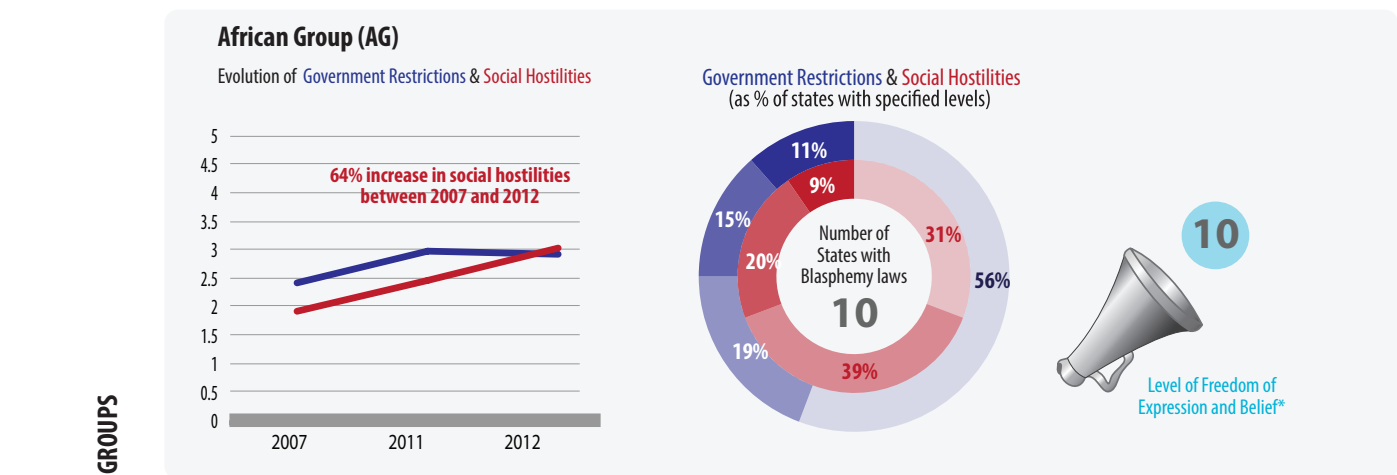 African Group (AG)
Evolution of Government Restrictions & Social Hostilities
5
4.5
4
3.5
3
2.5
2
1.5
1
0.5
0
64% increase in social hostilities
between 2007 and 2012
2007 2011 2012
Government Restrictions & Social Hostilities
(as % of states with specified levels)
11%
9%
15%
20%
31%
56%
19%
39%
Number of
States with
Blasphemy laws
10
10
Level of Freedom of
Expression and Belief*
GROUPS